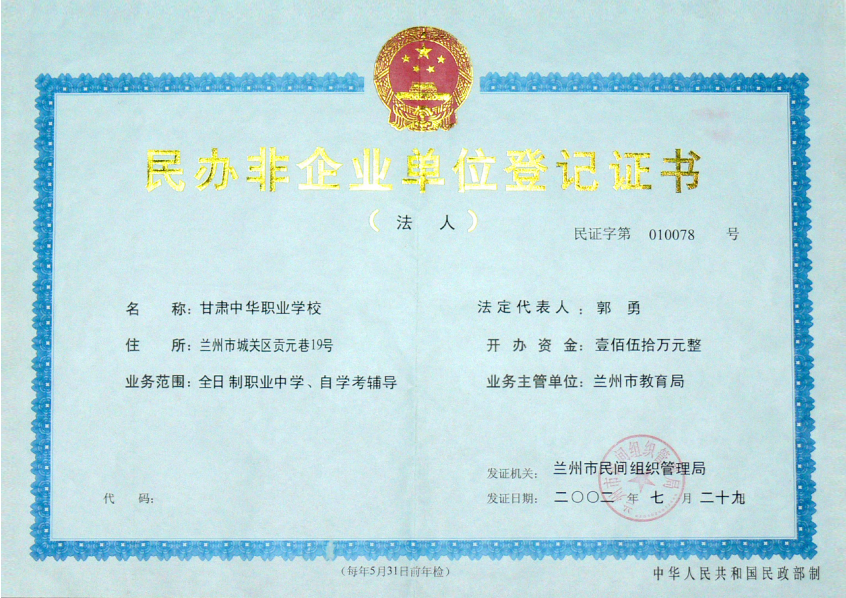 民办非企业单位登记证书
（法 人）
民证字第 010078 号
名 称：甘肃中华职业学校
法定代表人：郭 勇
住 所：兰州市城关区贡元巷19号
开 办 资 金：壹佰伍拾万元整
业务范围：全日制职业中学、自学考辅导
业务主管单位：兰州市教育局
发证机关：兰州市民间组织管理局
代 码：
发证日期：二〇〇二 年 七 月 二十九
（每年5月31日前年检）
中华人民共和国民政部制